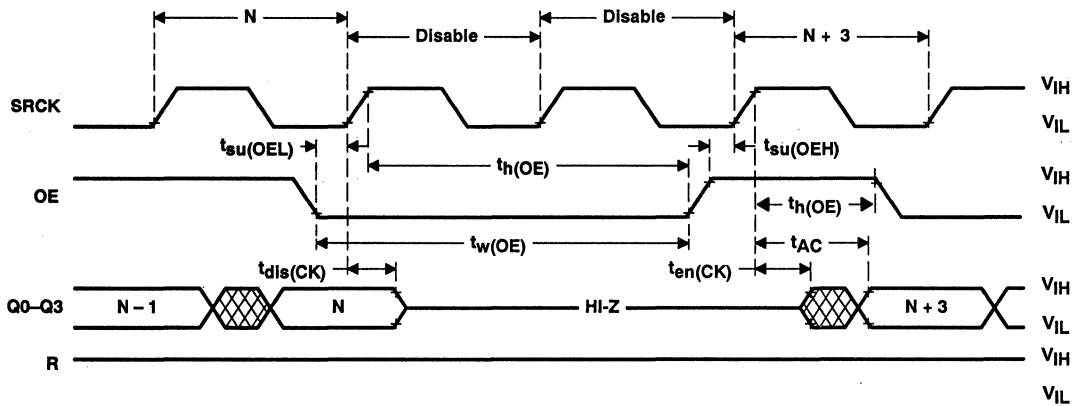 N
Disable
Disable
N + 3
SRCK
VIH
VIL
tsu(OEL)
th(OE)
tsu(OEH)
OE
VIH
VIL
th(OE)
tw(OE)
tAC
tdis(CK)
ten(CK)
Q0–Q3
N – 1
N
HI-Z
N + 3
VIH
VIL
R
VIH
VIL